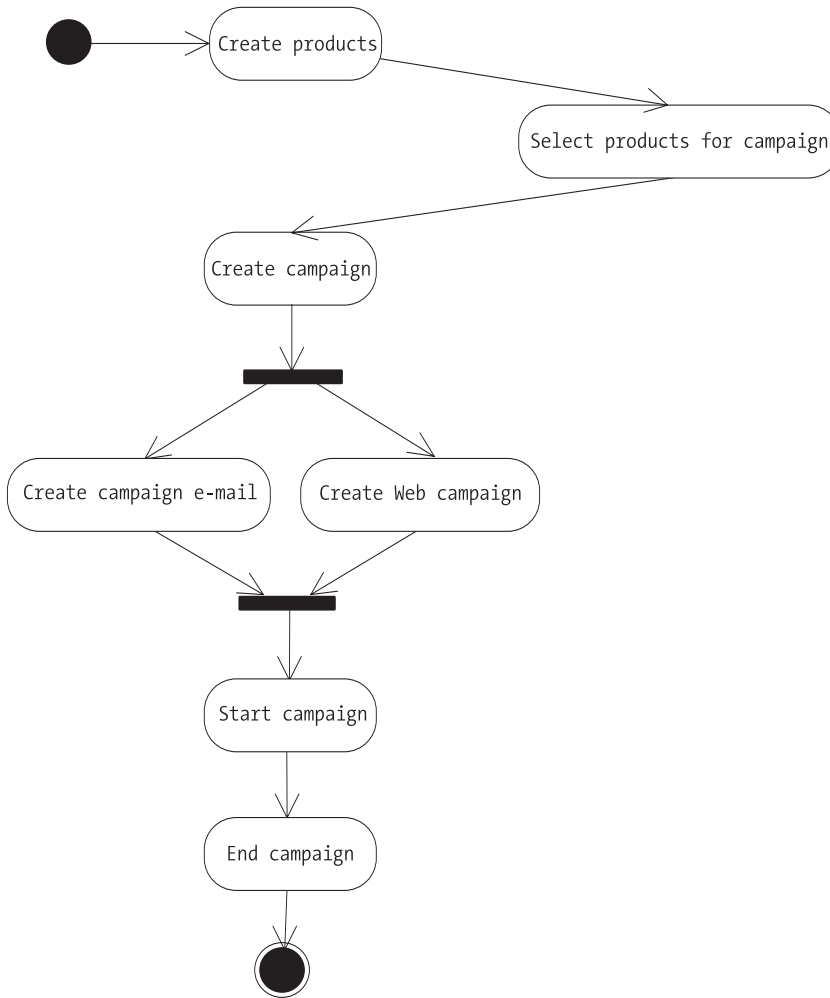 Create products
Select products for campaign
Create campaign
Create campaign e-mail
Create Web campaign
Start campaign
End campaign